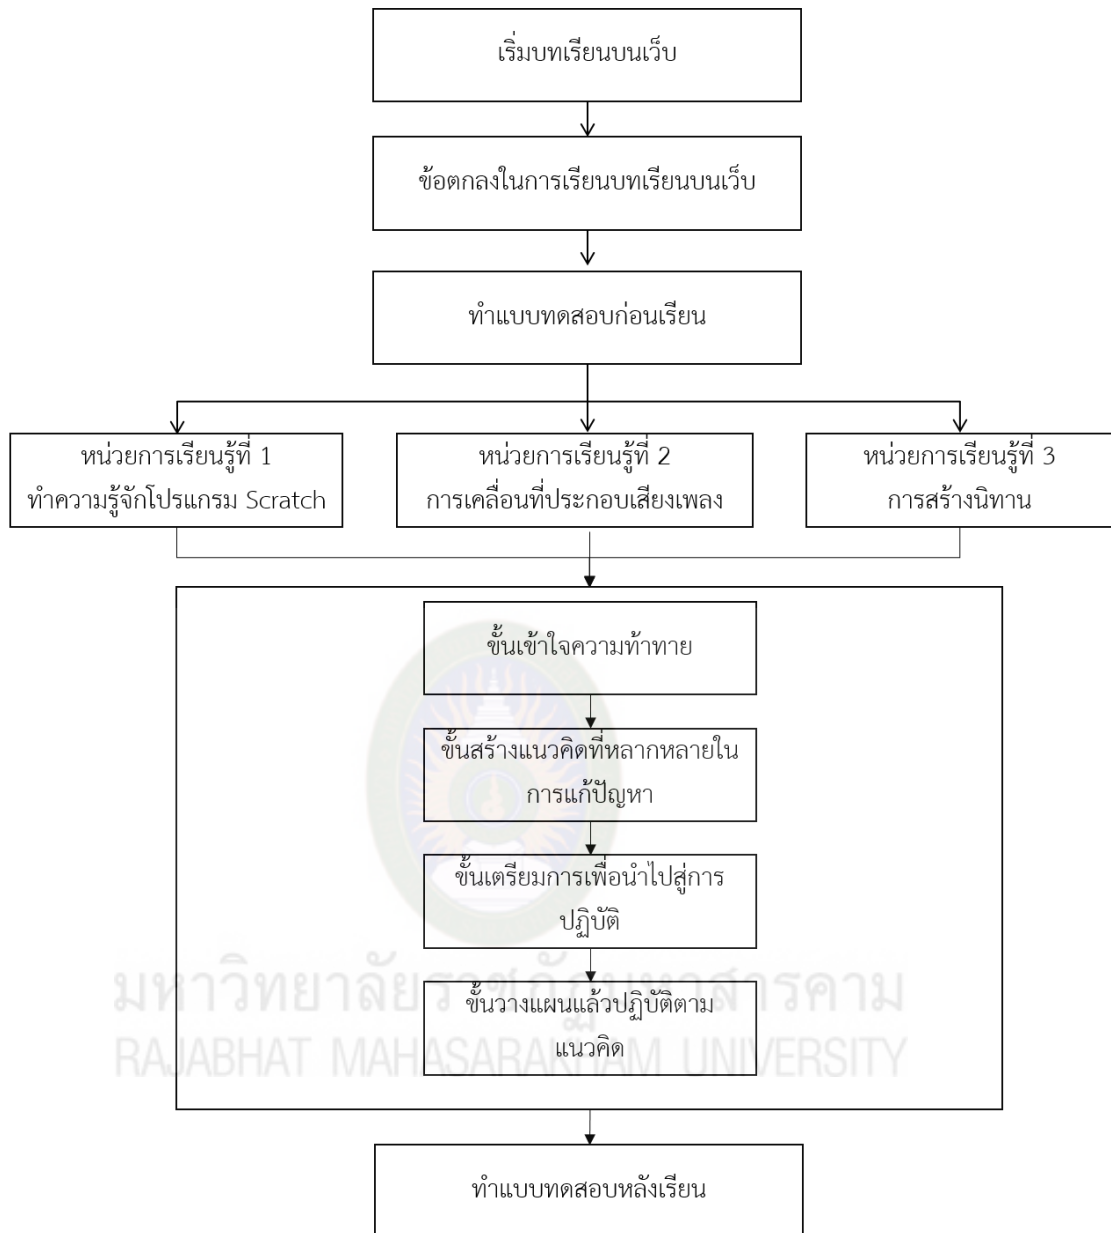 เริ่มบทเรียนบนเว็บ
ข้อตกลงในการเรียนบทเรียนบนเว็บ
ทำแบบทดสอบก่อนเรียน
หน่วยการเรียนรู้ที่ 1
ทำความรู้จักโปรแกรม Scratch
หน่วยการเรียนรู้ที่ 2
การเคลื่อนที่ประกอบเสียงเพลง
หน่วยการเรียนรู้ที่ 3
การสร้างนิทาน
ขั้นเข้าใจความท้าทาย
ขั้นสร้างแนวคิดที่หลากหลายใน
การแก้ปัญหา
ขั้นเตรียมการเพื่อนำไปสู่การ
ปฏิบัติ
ขั้นวางแผนแล้วปฏิบัติตาม
แนวคิด
มหาวิทยาลัยราชภัฏมหาสารคาม
RAJABHAT MAHASARAKHAM UNIVERSITY
ทำแบบทดสอบหลังเรียน